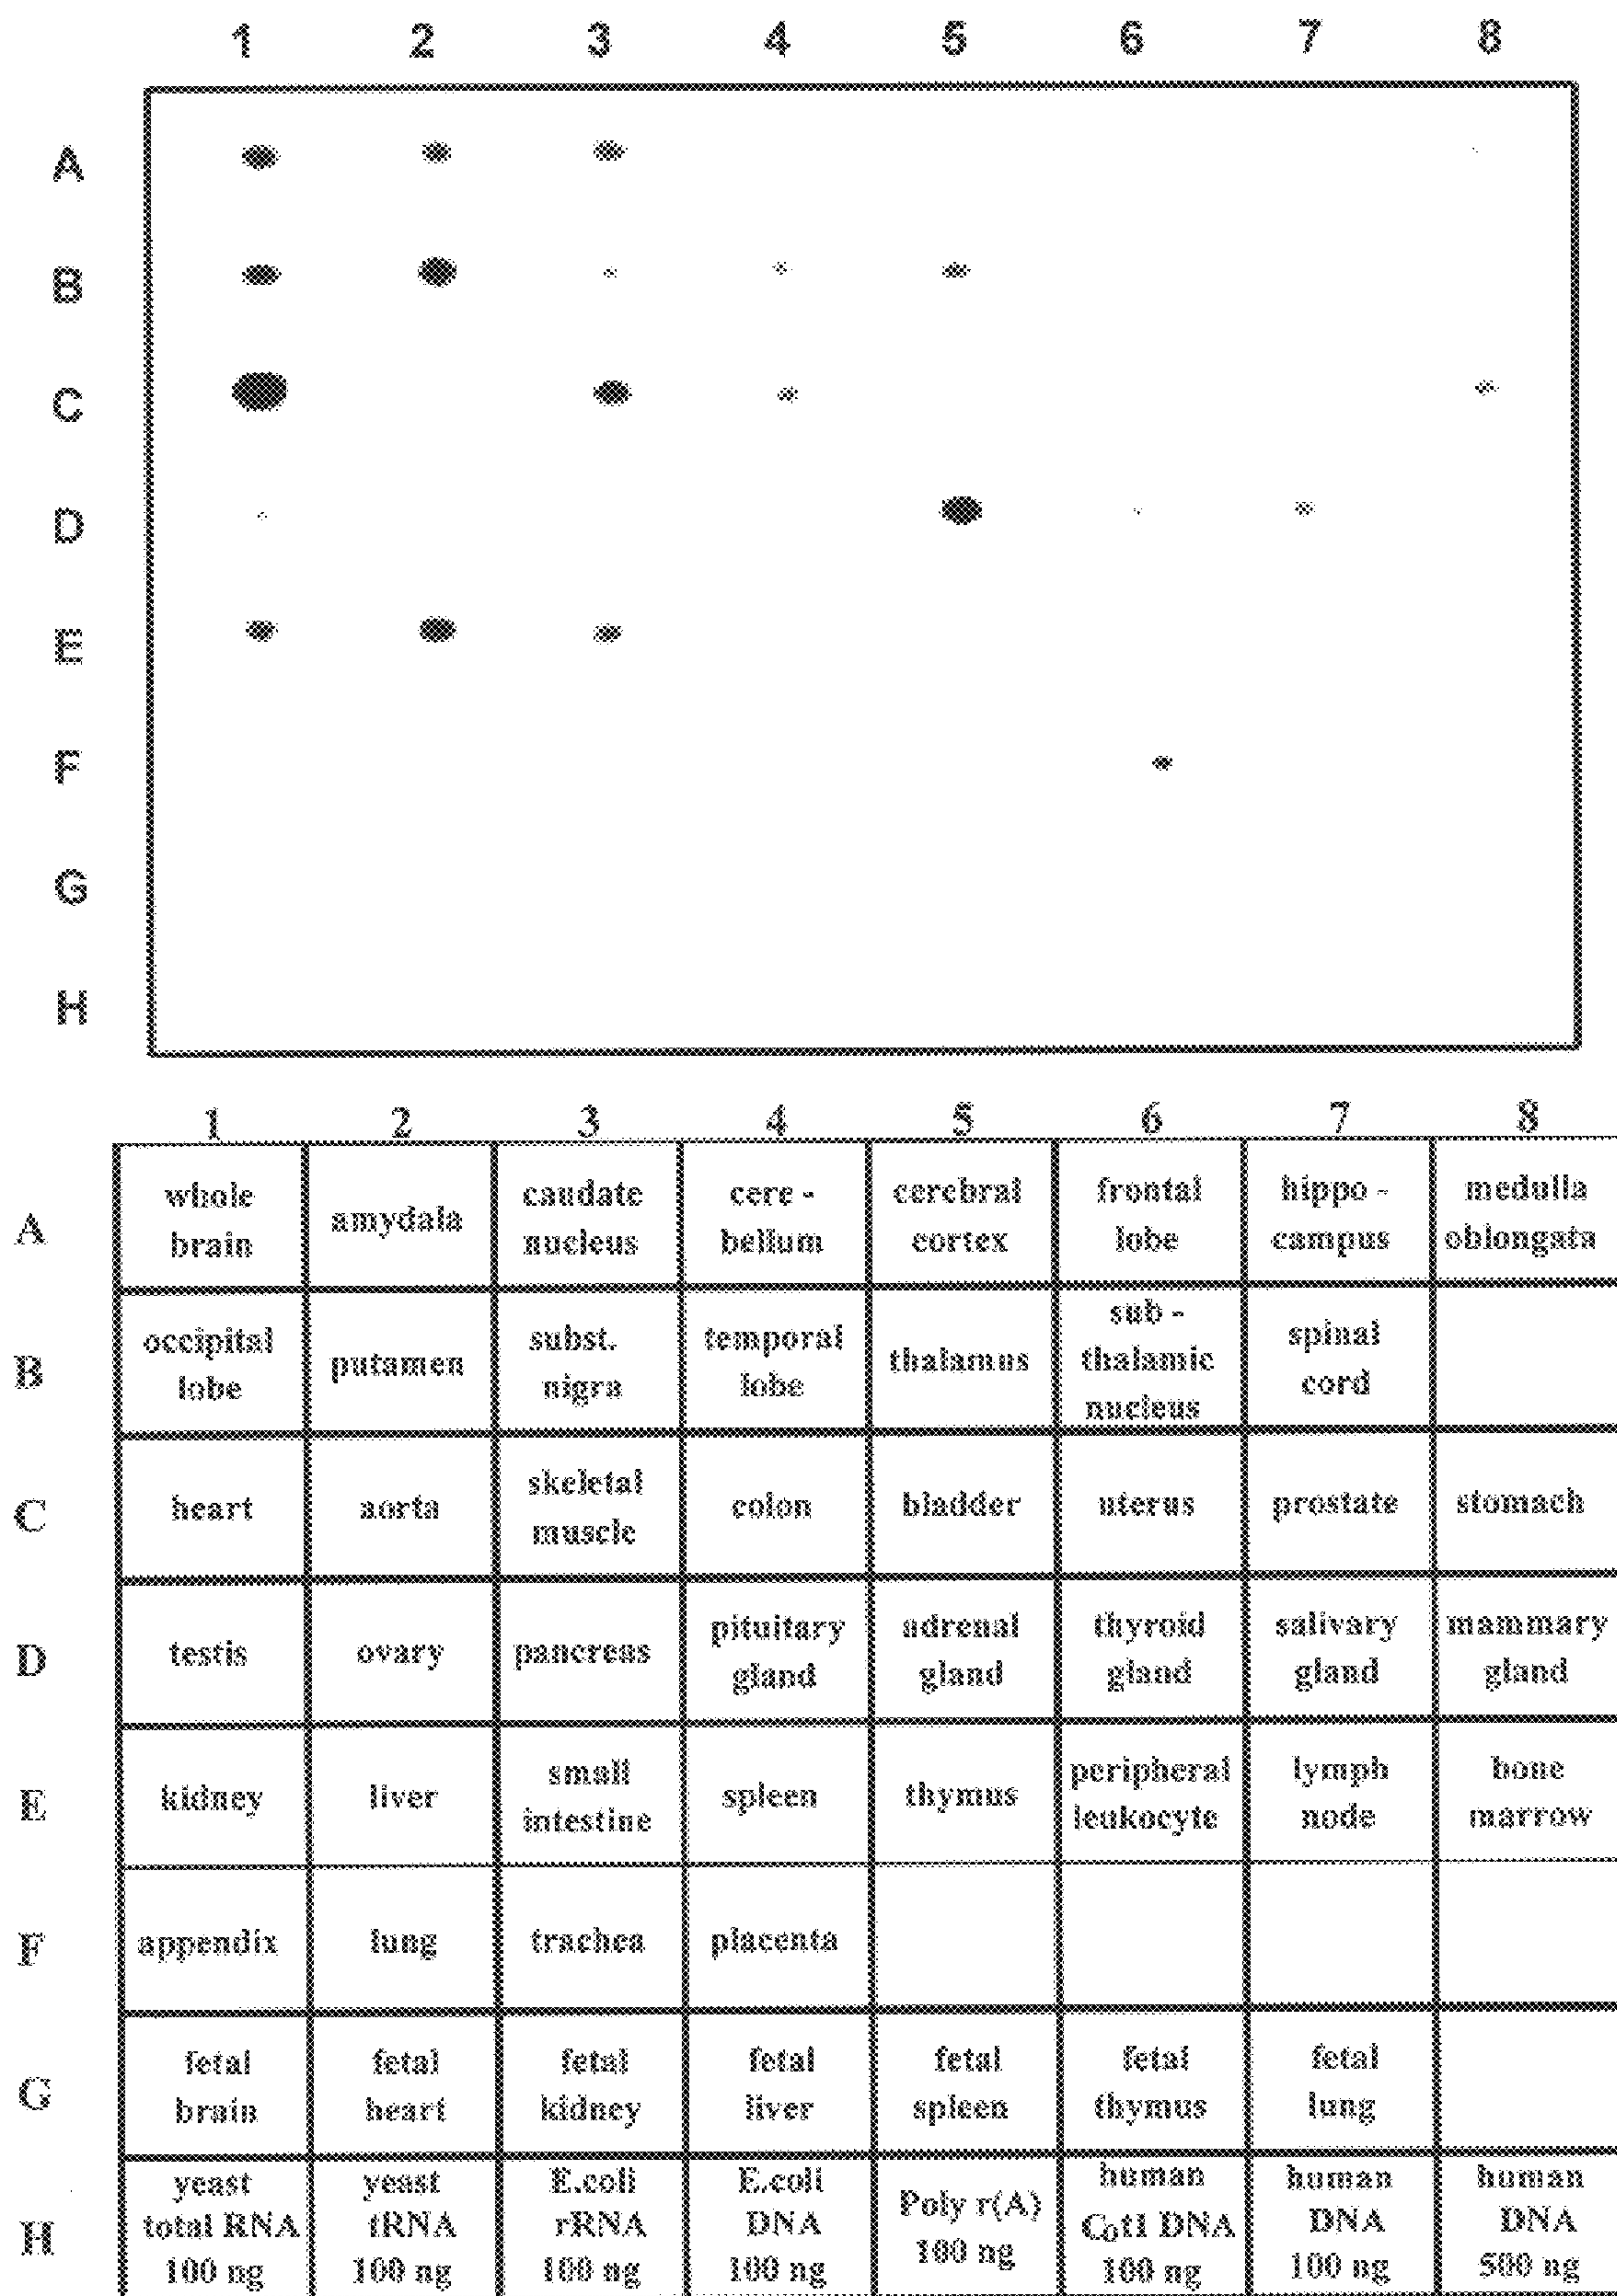 1 2 3 4 5 6 7 8
A
B
C
D
E
F
G
H
1 2 3 4 5 6 7 8
A
whole
brain
amydala
caudate
nucleus
cere -
bellum
cerebral
cortex
frontal
lobe
hippo -
campus
medulla
oblongata
B
occipital
lobe
putamen
subst.
nigra
temporal
lobe
thalamus
sub -
thalamic
nucleus
spinal
cord
C
heart
aorta
skeletal
muscle
colon
bladder
uterus
prostate
stomach
D
testis
ovary
pancreas
pituitary
gland
adrenal
gland
thyroid
gland
salivary
gland
mammary
gland
E
kidney
liver
small
intestine
spleen
thymus
peripheral
leukocyte
lymph
node
bone
marrow
F
appendix
lung
trachea
placenta
G
fetal
brain
fetal
heart
fetal
kidney
fetal
liver
fetal
spleen
fetal
thymus
fetal
lung
H
yeast
total RNA
100 ng
yeast
tRNA
100 ng
E.coli
rRNA
100 ng
E.coli
DNA
100 ng
Poly r(A)
100 ng
human
C₀t1 DNA
100 ng
human
DNA
100 ng
human
DNA
500 ng